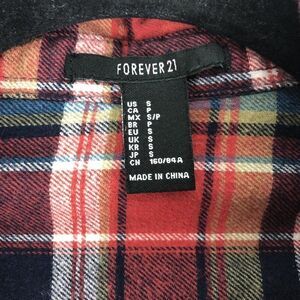 FOREVER 21
US S
CA P
MX S/P
BR P
EU S
UK S
KR S
JP S
CN 160/84A
MADE IN CHINA